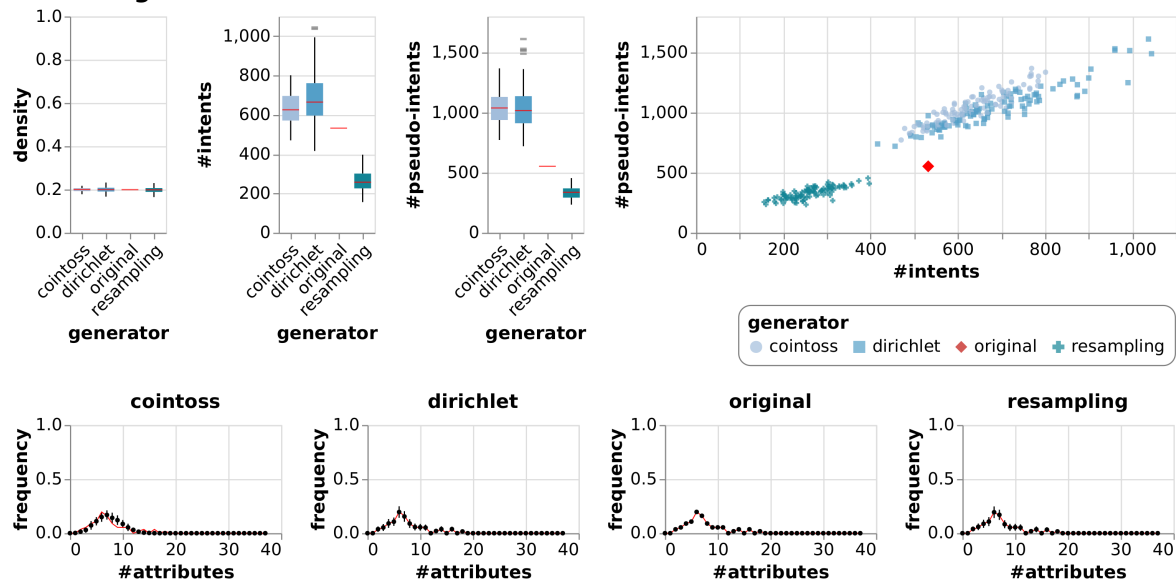 density
1.0
0.8
0.6
0.4
0.2
0.0
cointoss
dirichlet
original
resampling
generator
#intents
1,000
800
600
400
200
0
cointoss
dirichlet
original
resampling
generator
#pseudo-intents
1,500
1,000
500
0
cointoss
dirichlet
original
resampling
generator
#pseudo-intents
1,500
1,000
500
0
0 200 400 600 800 1,000
#intents
generator
cointoss dirichlet original resampling
cointoss
frequency
1.0
0.5
0.0
0 10 20 30 40
#attributes
dirichlet
frequency
1.0
0.5
0.0
0 10 20 30 40
#attributes
original
frequency
1.0
0.5
0.0
0 10 20 30 40
#attributes
resampling
frequency
1.0
0.5
0.0
0 10 20 30 40
#attributes